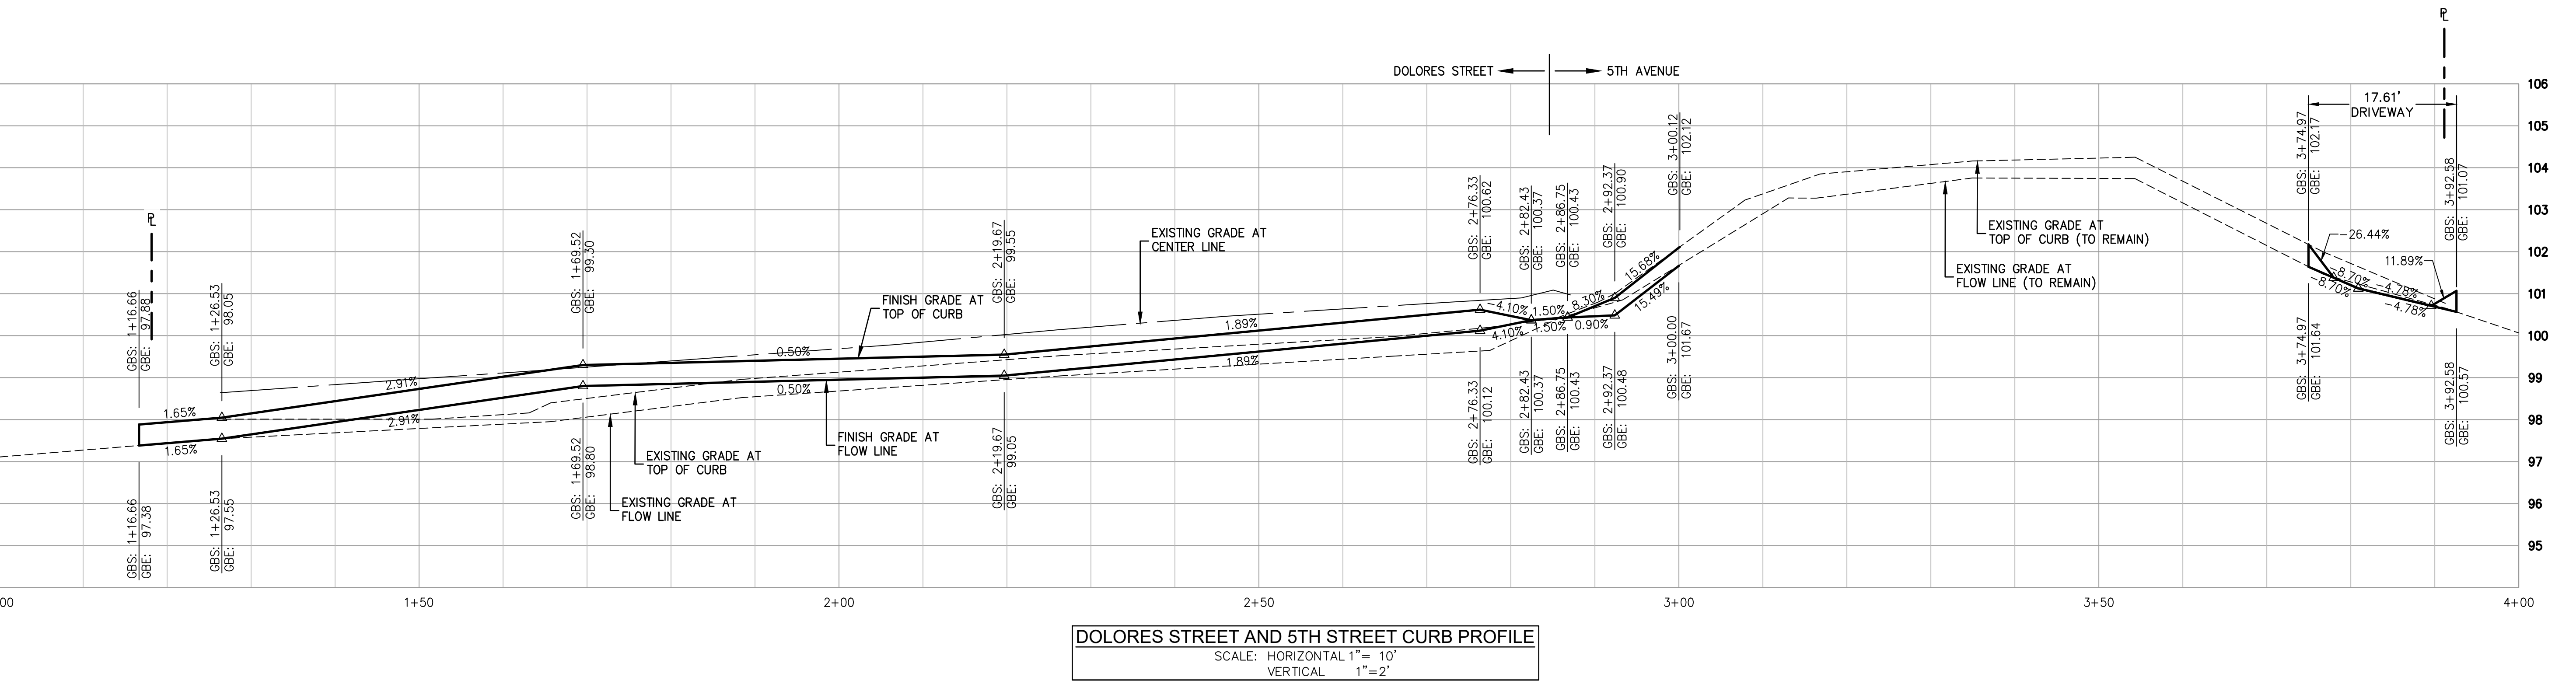 DOLORES STREET
5TH AVENUE
PL
PL
106
105
104
103
102
101
100
99
98
97
96
95
17.61'
DRIVEWAY
GBS: 1+16.66
GBE: 97.88
GBS: 1+26.53
GBE: 98.05
GBS: 1+69.52
GBE: 99.30
GBS: 2+19.67
GBE: 99.55
GBS: 2+76.33
GBE: 100.62
GBS: 2+82.43
GBE: 100.37
GBS: 2+86.75
GBE: 100.43
GBS: 2+92.37
GBE: 100.90
GBS: 3+00.12
GBE: 102.12
GBS: 3+74.97
GBE: 102.17
GBS: 3+92.58
GBE: 101.07
EXISTING GRADE AT
CENTER LINE
FINISH GRADE AT
TOP OF CURB
EXISTING GRADE AT
TOP OF CURB (TO REMAIN)
EXISTING GRADE AT
FLOW LINE (TO REMAIN)
1.65%
2.91%
0.50%
1.89%
-4.10%
1.50%
8.30%
15.68%
-26.44%
-8.70%
-4.78%
11.89%
1.65%
2.91%
0.50%
1.89%
4.10%
1.50%
0.90%
15.49%
-8.70%
-4.78%
FINISH GRADE AT
FLOW LINE
EXISTING GRADE AT
TOP OF CURB
EXISTING GRADE AT
FLOW LINE
GBS: 1+16.66
GBE: 97.38
GBS: 1+26.53
GBE: 97.55
GBS: 1+69.52
GBE: 98.80
GBS: 2+19.67
GBE: 99.05
GBS: 2+76.33
GBE: 100.12
GBS: 2+82.43
GBE: 100.37
GBS: 2+86.75
GBE: 100.43
GBS: 2+92.37
GBE: 100.48
GBS: 3+00.00
GBE: 101.67
GBS: 3+74.97
GBE: 101.64
GBS: 3+92.58
GBE: 100.57
00
1+50
2+00
2+50
3+00
3+50
4+00
DOLORES STREET AND 5TH STREET CURB PROFILE
SCALE: HORIZONTAL 1"= 10'
VERTICAL 1"=2'